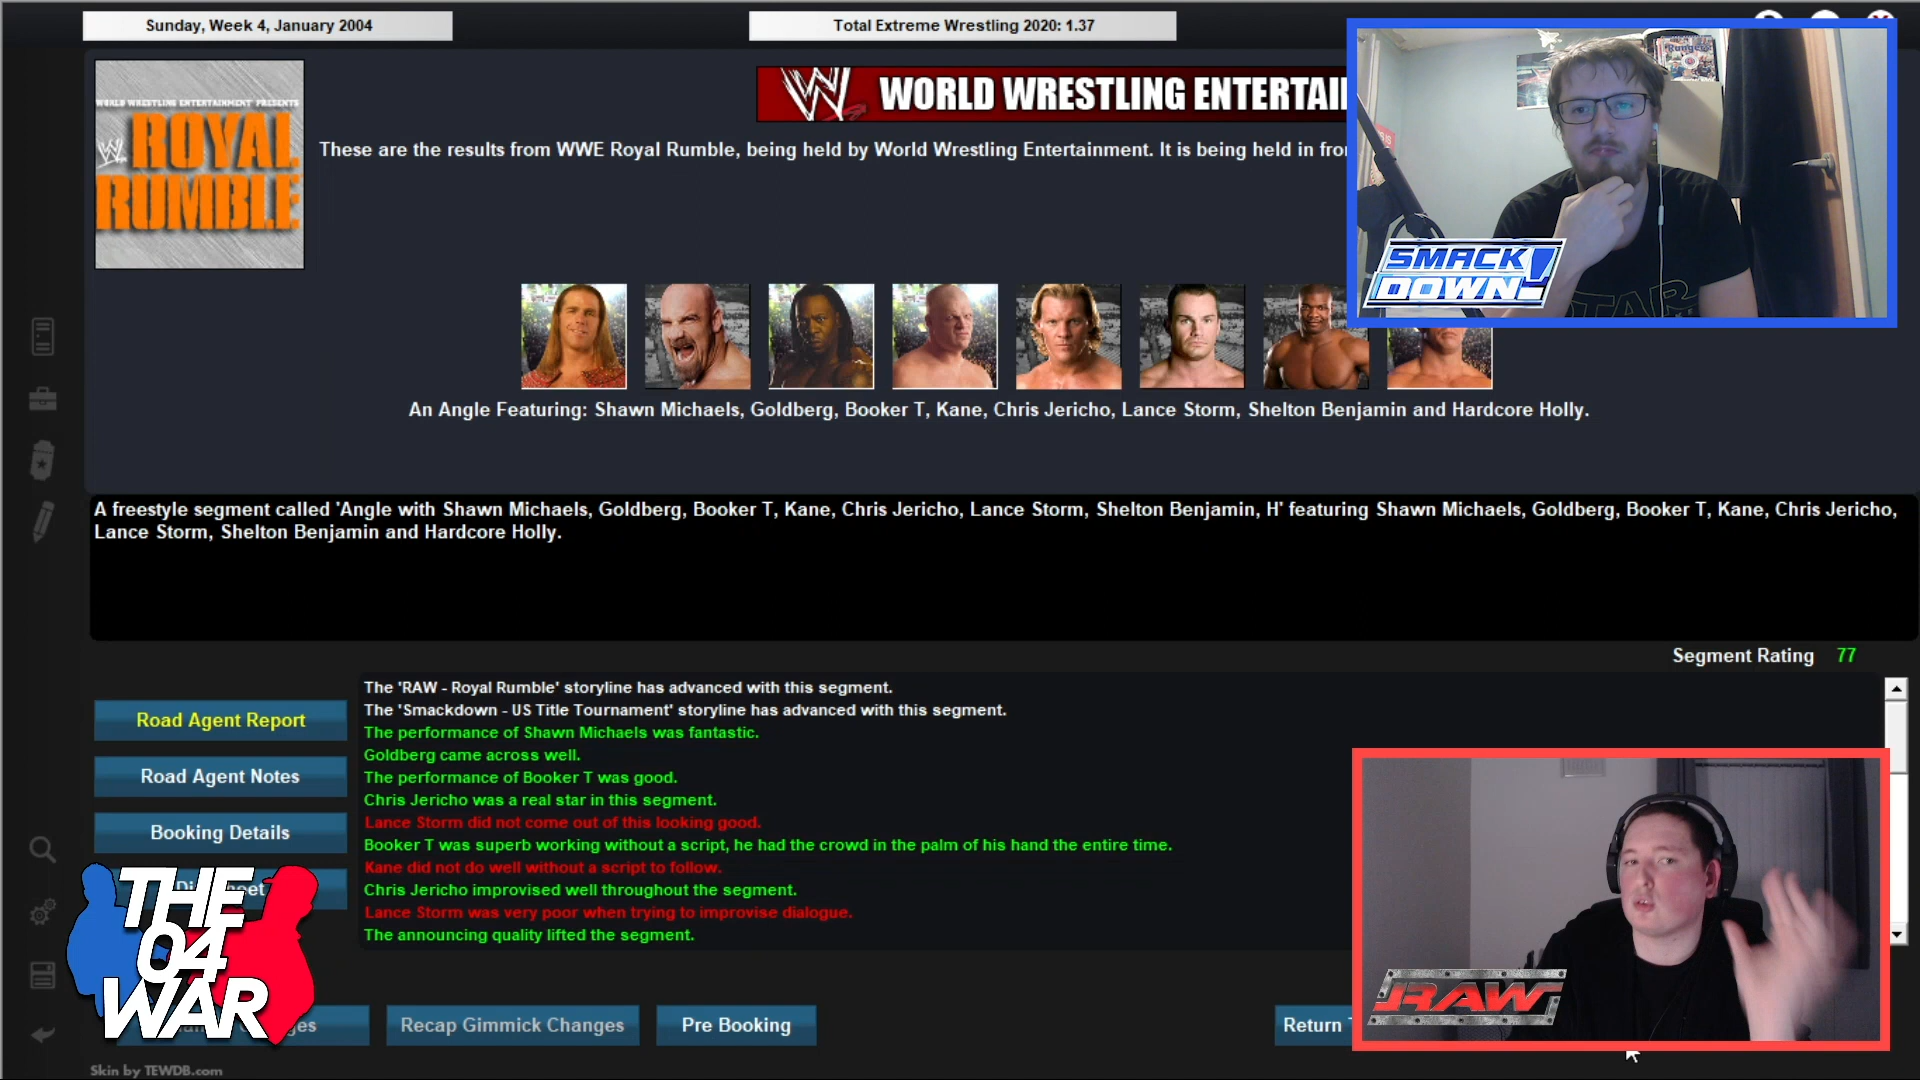 Sunday, Week 4, January 2004
Total Extreme Wrestling 2020: 1.37
WORLD WRESTLING ENTERTAINMENT PRESENTS
ROYAL
RUMBLE
WORLD WRESTLING ENTERTAI
These are the results from WWE Royal Rumble, being held by World Wrestling Entertainment. It is being held in fro
SMACK
DOWN!
An Angle Featuring: Shawn Michaels, Goldberg, Booker T, Kane, Chris Jericho, Lance Storm, Shelton Benjamin and Hardcore Holly.
A freestyle segment called 'Angle with Shawn Michaels, Goldberg, Booker T, Kane, Chris Jericho, Lance Storm, Shelton Benjamin, H' featuring Shawn Michaels, Goldberg, Booker T, Kane, Chris Jericho,
Lance Storm, Shelton Benjamin and Hardcore Holly.
Segment Rating 77
Road Agent Report
Road Agent Notes
Booking Details
The 'RAW - Royal Rumble' storyline has advanced with this segment.
The 'Smackdown - US Title Tournament' storyline has advanced with this segment.
The performance of Shawn Michaels was fantastic.
Goldberg came across well.
The performance of Booker T was good.
Chris Jericho was a real star in this segment.
Lance Storm did not come out of this looking good.
Booker T was superb working without a script, he had the crowd in the palm of his hand the entire time.
Kane did not do well without a script to follow.
Chris Jericho improvised well throughout the segment.
Lance Storm was very poor when trying to improvise dialogue.
The announcing quality lifted the segment.
THE
04
WAR
RAW
Recap Gimmick Changes
Pre Booking
Return
Skin by TEWDB.com